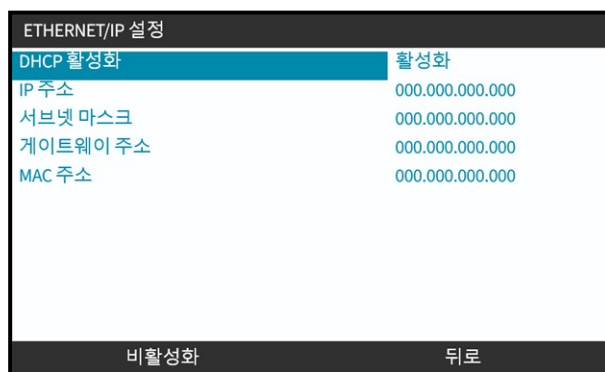 ETHERNET/IP 설정
DHCP 활성화 활성화
IP 주소 000.000.000.000
서브넷 마스크 000.000.000.000
게이트웨이 주소 000.000.000.000
MAC 주소 000.000.000.000
비활성화 뒤로